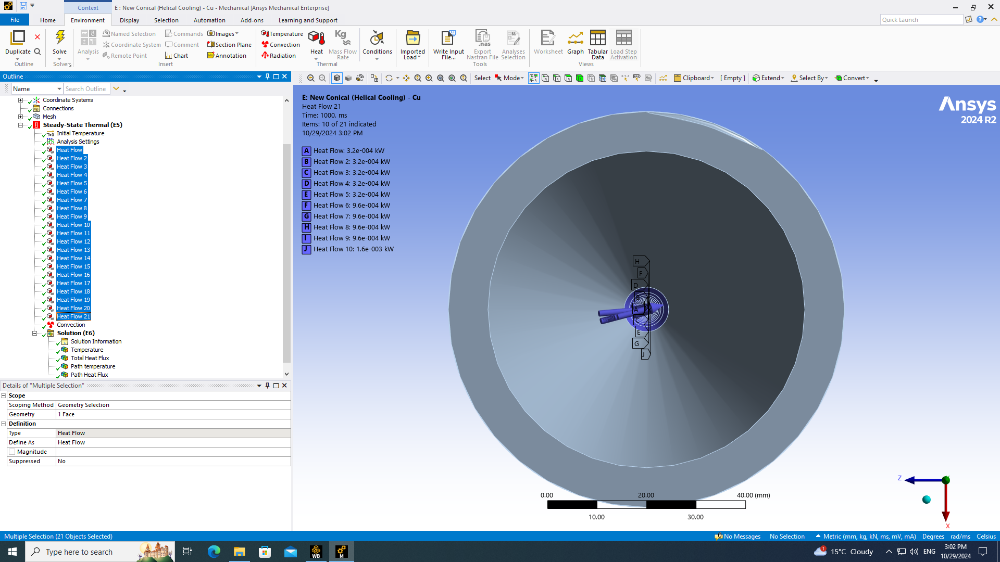 Context
E : New Conical (Helical Cooling) - Cu - Mechanical [Ansys Mechanical Enterprise]
File
Home
Environment
Display
Selection
Automation
Add-ons
Learning and Support
Quick Launch
Duplicate
Outline
Solve
Solver
Analysis
Named Selection
Coordinate System
Remote Point
Commands
Comment
Chart
Images
Section Plane
Annotation
Insert
Temperature
Convection
Radiation
Heat
Mass Flow
Rate
Thermal
Conditions
Imported
Load
Write Input
File...
Export
Nastran File
Analyses
Selection
Tools
Worksheet
Graph
Tabular
Data
Load Step
Activation
Views
Outline
Name
Search Outline
Select
Mode
Clipboard
[ Empty ]
Extend
Select By
Convert
Coordinate Systems
Connections
Mesh
Steady-State Thermal (E5)
Initial Temperature
Analysis Settings
Heat Flow
Heat Flow 2
Heat Flow 3
Heat Flow 4
Heat Flow 5
Heat Flow 6
Heat Flow 7
Heat Flow 8
Heat Flow 9
Heat Flow 10
Heat Flow 11
Heat Flow 12
Heat Flow 13
Heat Flow 14
Heat Flow 15
Heat Flow 16
Heat Flow 17
Heat Flow 18
Heat Flow 19
Heat Flow 20
Heat Flow 21
Convection
Solution (E6)
Solution Information
Temperature
Total Heat Flux
Path temperature
Path Heat Flux
Details of "Multiple Selection"
Scope
Scoping Method Geometry Selection
Geometry 1 Face
Definition
Type Heat Flow
Define As Heat Flow
Magnitude
Suppressed No
E: New Conical (Helical Cooling) - Cu
Heat Flow 21
Time: 1000. ms
Items: 10 of 21 indicated
10/29/2024 3:02 PM
A Heat Flow: 3.2e-004 kW
B Heat Flow 2: 3.2e-004 kW
C Heat Flow 3: 3.2e-004 kW
D Heat Flow 4: 3.2e-004 kW
E Heat Flow 5: 3.2e-004 kW
F Heat Flow 6: 9.6e-004 kW
G Heat Flow 7: 9.6e-004 kW
H Heat Flow 8: 9.6e-004 kW
I Heat Flow 9: 9.6e-004 kW
J Heat Flow 10: 1.6e-003 kW
Ansys
2024 R2
H
F
D
A
C
E
G
J
0.00 20.00 40.00 (mm)
10.00 30.00
Z
X
Multiple Selection (21 Objects Selected)
No Messages
No Selection
Metric (mm, kg, kN, ms, mV, mA)
Degrees
rad/ms
Celsius
Type here to search
WB
M
1
15°C Cloudy
ENG
3:02 PM
10/29/2024